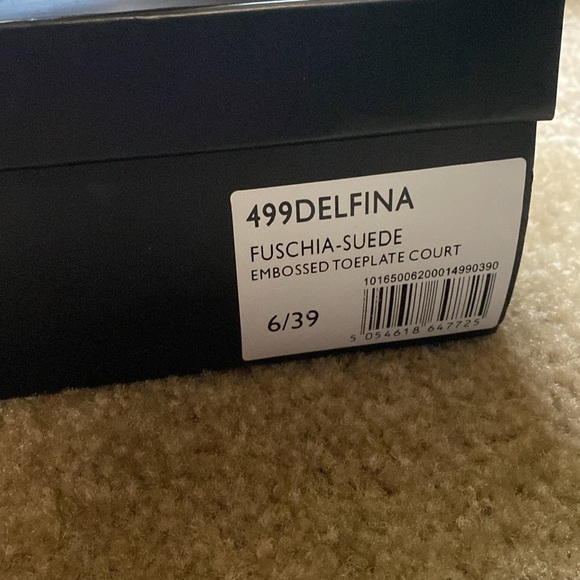 499DELFINA
FUSCHIA-SUEDE
EMBOSSED TOEPLATE COURT
10165006200014990390
6/39
5 054618 647725